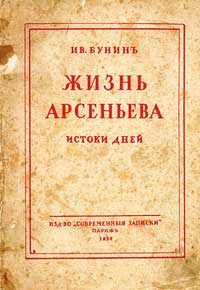 ИВ. БУНИНЪ
ЖИЗНЬ
АРСЕНЬЕВА
ИСТОКИ ДНЕЙ
ИЗД-ВО „СОВРЕМЕННЫЯ ЗАПИСКИ"
ПАРИЖЪ
1930